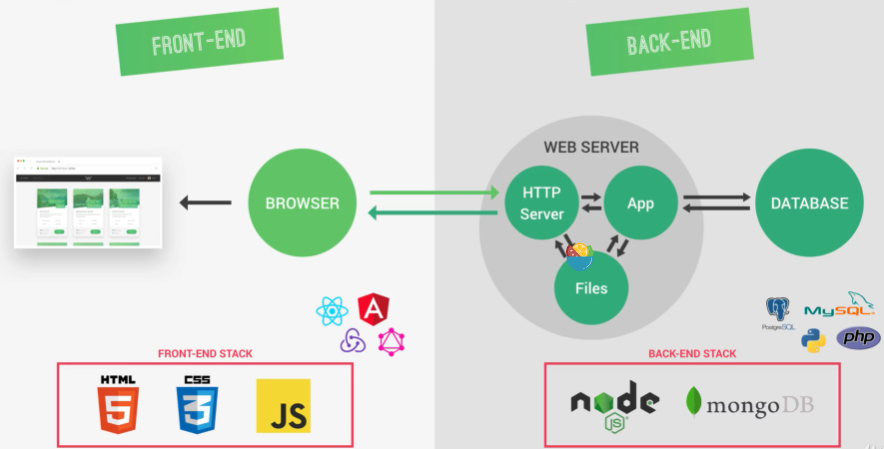 FRONT-END
BACK-END
WEB SERVER
BROWSER
HTTP
Server
App
DATABASE
Files
PostgreSQL
MySQL
php
FRONT-END STACK
BACK-END STACK
HTML
5
CSS
3
JS
node
JS
mongoDB